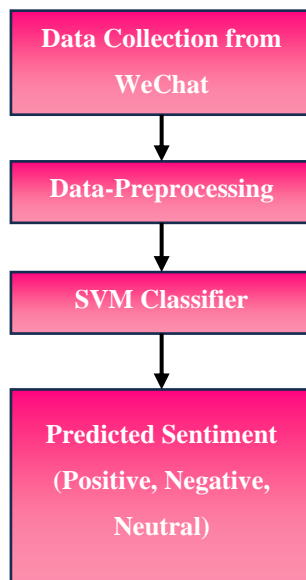 Data Collection from
WeChat
Data-Preprocessing
SVM Classifier
Predicted Sentiment
(Positive, Negative,
Neutral)